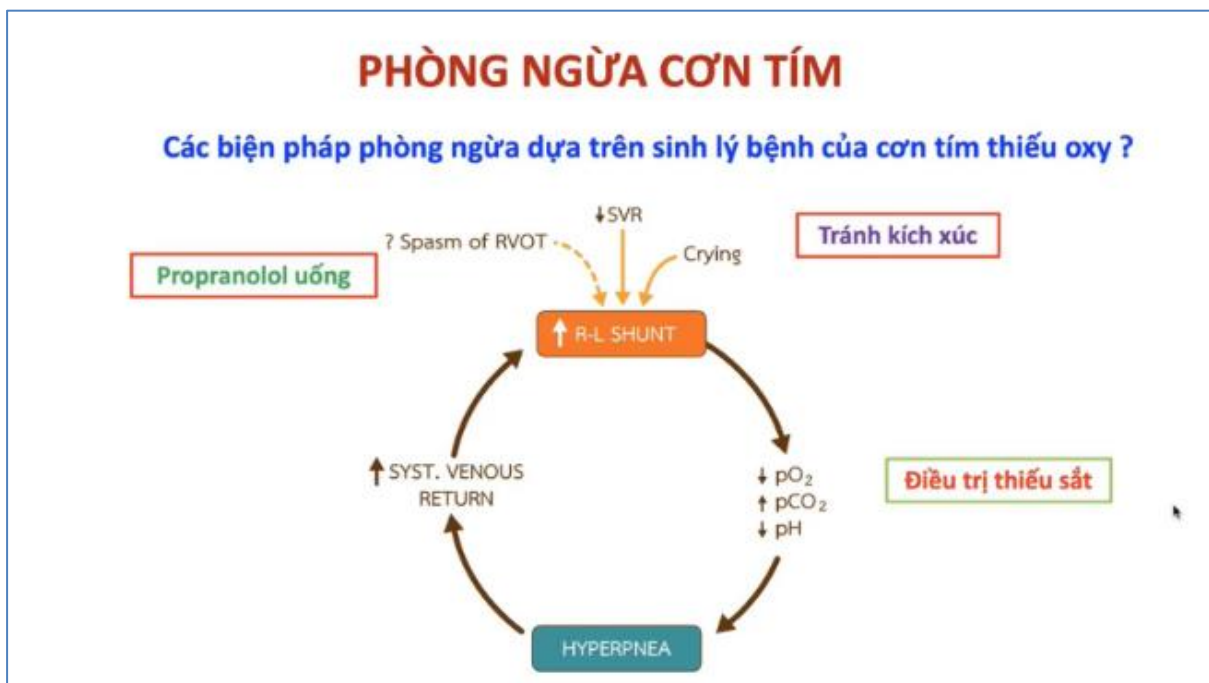 PHÒNG NGỪA CƠN TÍM
Các biện pháp phòng ngừa dựa trên sinh lý bệnh của cơn tím thiếu oxy ?
↓SVR
Tránh kích xúc
? Spasm of RVOT
Crying
Propranolol uống
↑ R-L SHUNT
↑ SYST. VENOUS
RETURN
↓ pO₂
↑ pCO₂
↓ pH
Điều trị thiếu sắt
HYPERPNEA